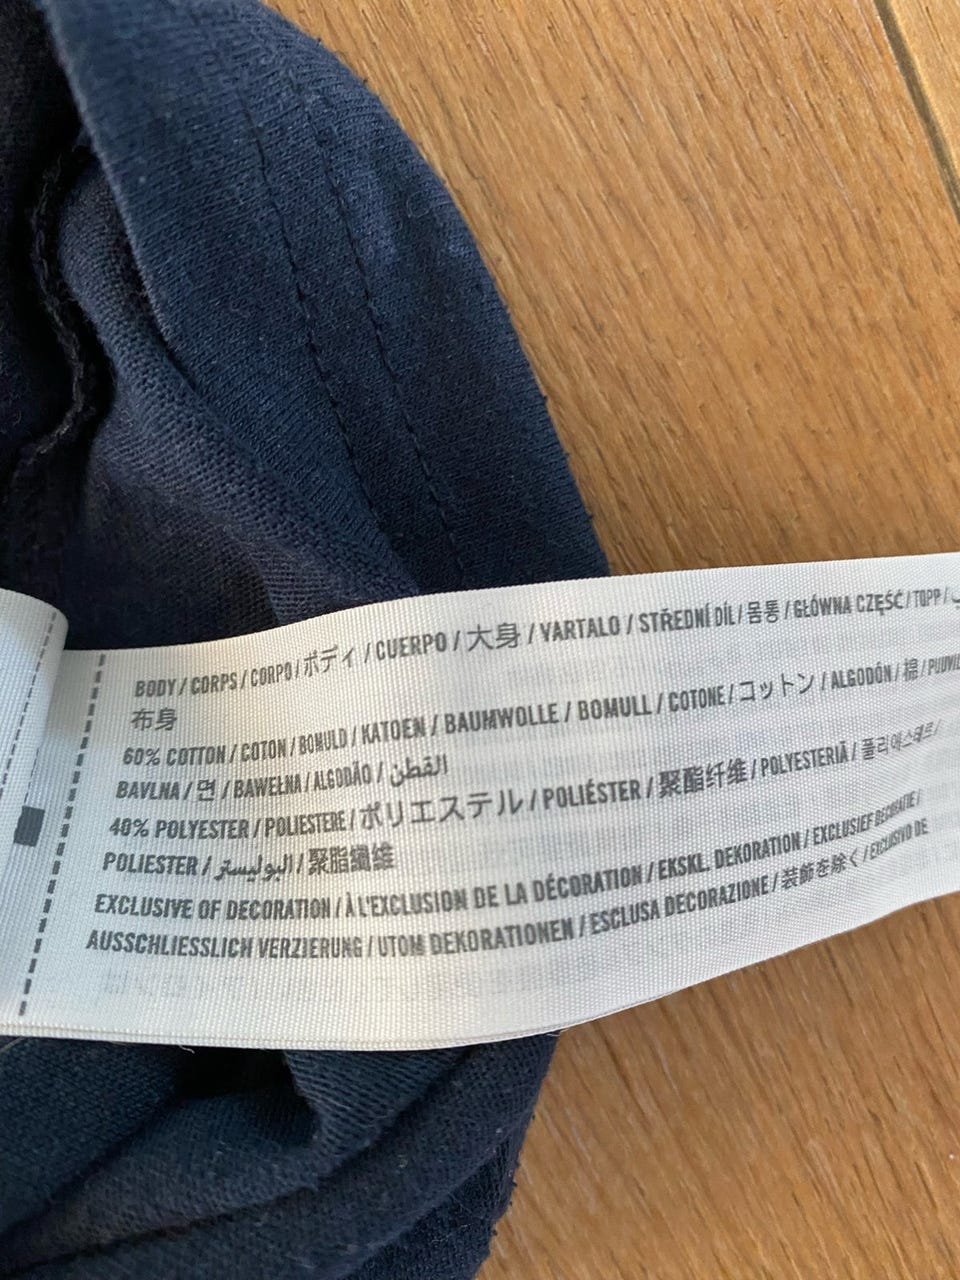 BODY / CORPS / CORPO / ボディ / CUERPO / 大身 / VARTALO / STŘEDNÍ DÍL / 몸통 / GŁÓWNA CZĘŚĆ / TOPP /
布身
60% COTTON / COTON / BOMULD / KATOEN / BAUMWOLLE / BOMULL / COTONE / コットン / ALGODÓN / 棉 /
BAVLNA / 면 / BAWEŁNA / ALGODÃO / القطن
40% POLYESTER / POLIESTERE / ポリエステル / POLIÉSTER / 聚酯纤维 / POLYESTERIÄ / 폴리에스테르 /
POLIESTER / البوليستر / 聚脂纖维
EXCLUSIVE OF DECORATION / À L'EXCLUSION DE LA DÉCORATION / EKSKL. DEKORATION / EXCLUSIEF DECORATIE /
AUSSCHLIESSLICH VERZIERUNG / UTOM DEKORATIONEN / ESCLUSA DECORAZIONE / 装飾を除く / EXCLUSIVO DE